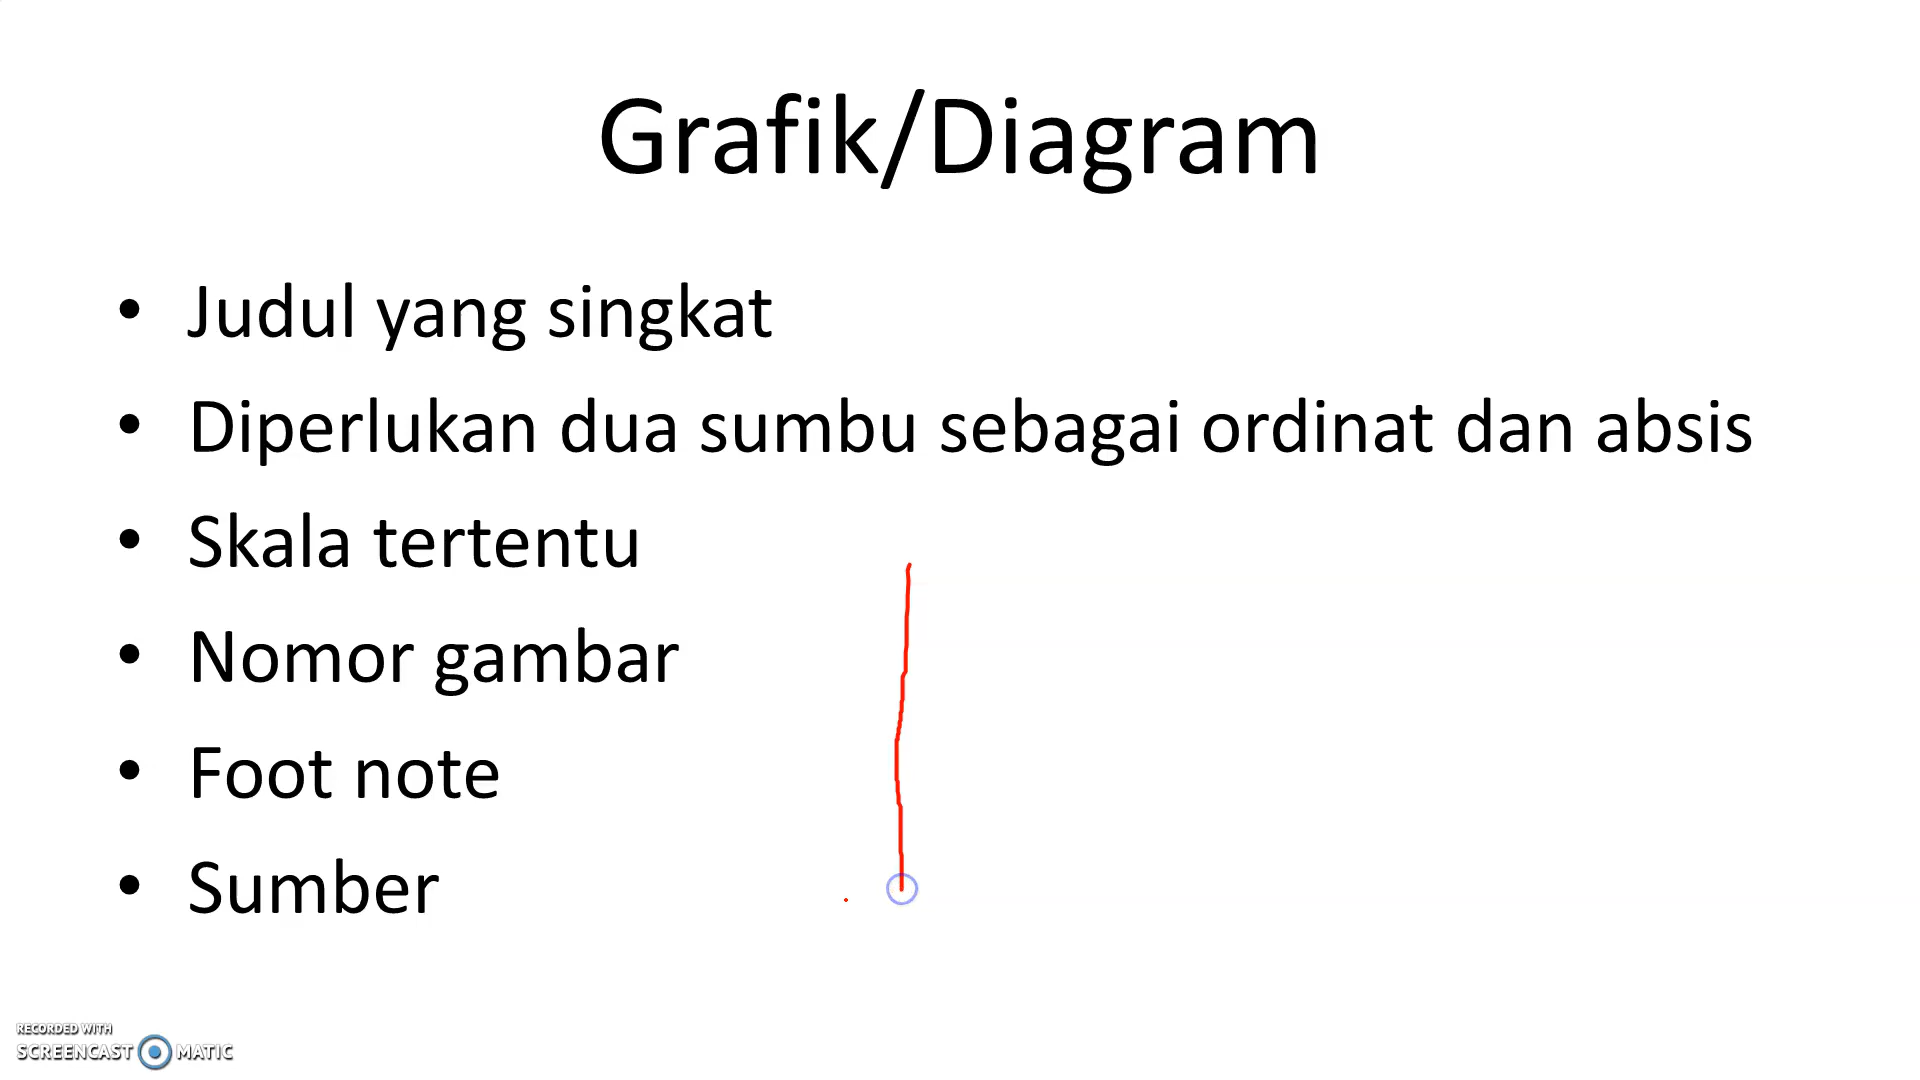 Grafik/Diagram
• Judul yang singkat
• Diperlukan dua sumbu sebagai ordinat dan absis
• Skala tertentu
• Nomor gambar
• Foot note
• Sumber
RECORDED WITH
SCREENCAST MATIC